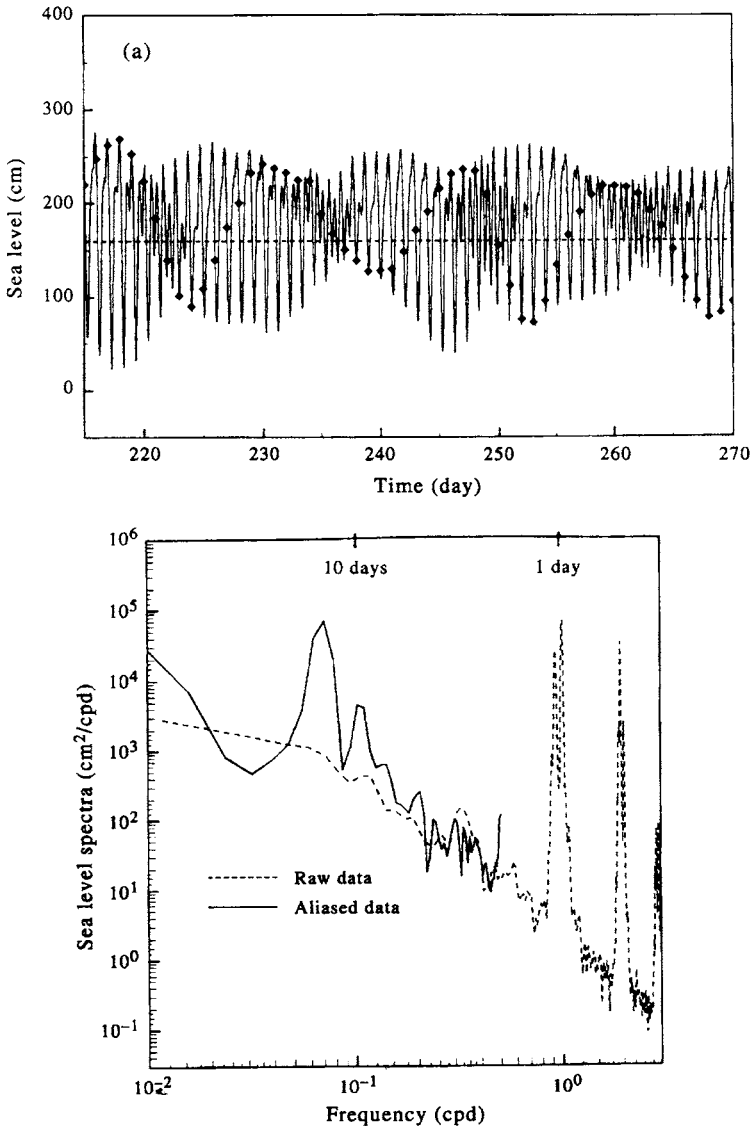 400
(a)
300
Sea level (cm)
200
100
0
220 230 240 250 260 270
Time (day)
10^6
10 days 1 day
10^5
10^4
10^3
Sea level spectra (cm^2/cpd)
10^2
Raw data
10^1
Aliased data
10^0
10^-1
10^-2 10^-1 10^0
Frequency (cpd)